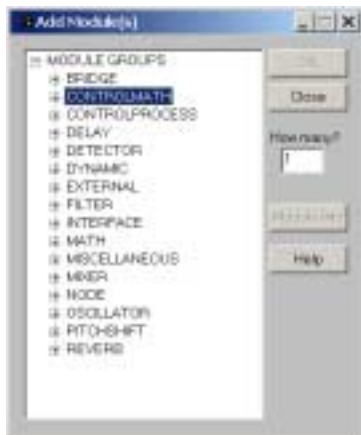 Add Module(s)
MODULE GROUPS
BRIDGE
CONTROLMATH
CONTROLPROCESS
DELAY
DETECTOR
DYNAMIC
EXTERNAL
FILTER
INTERFACE
MATH
MISCELLANEOUS
MIXER
NODE
OSCILLATOR
PITCHSHIFT
REVERB
Close
How many?
1
Help